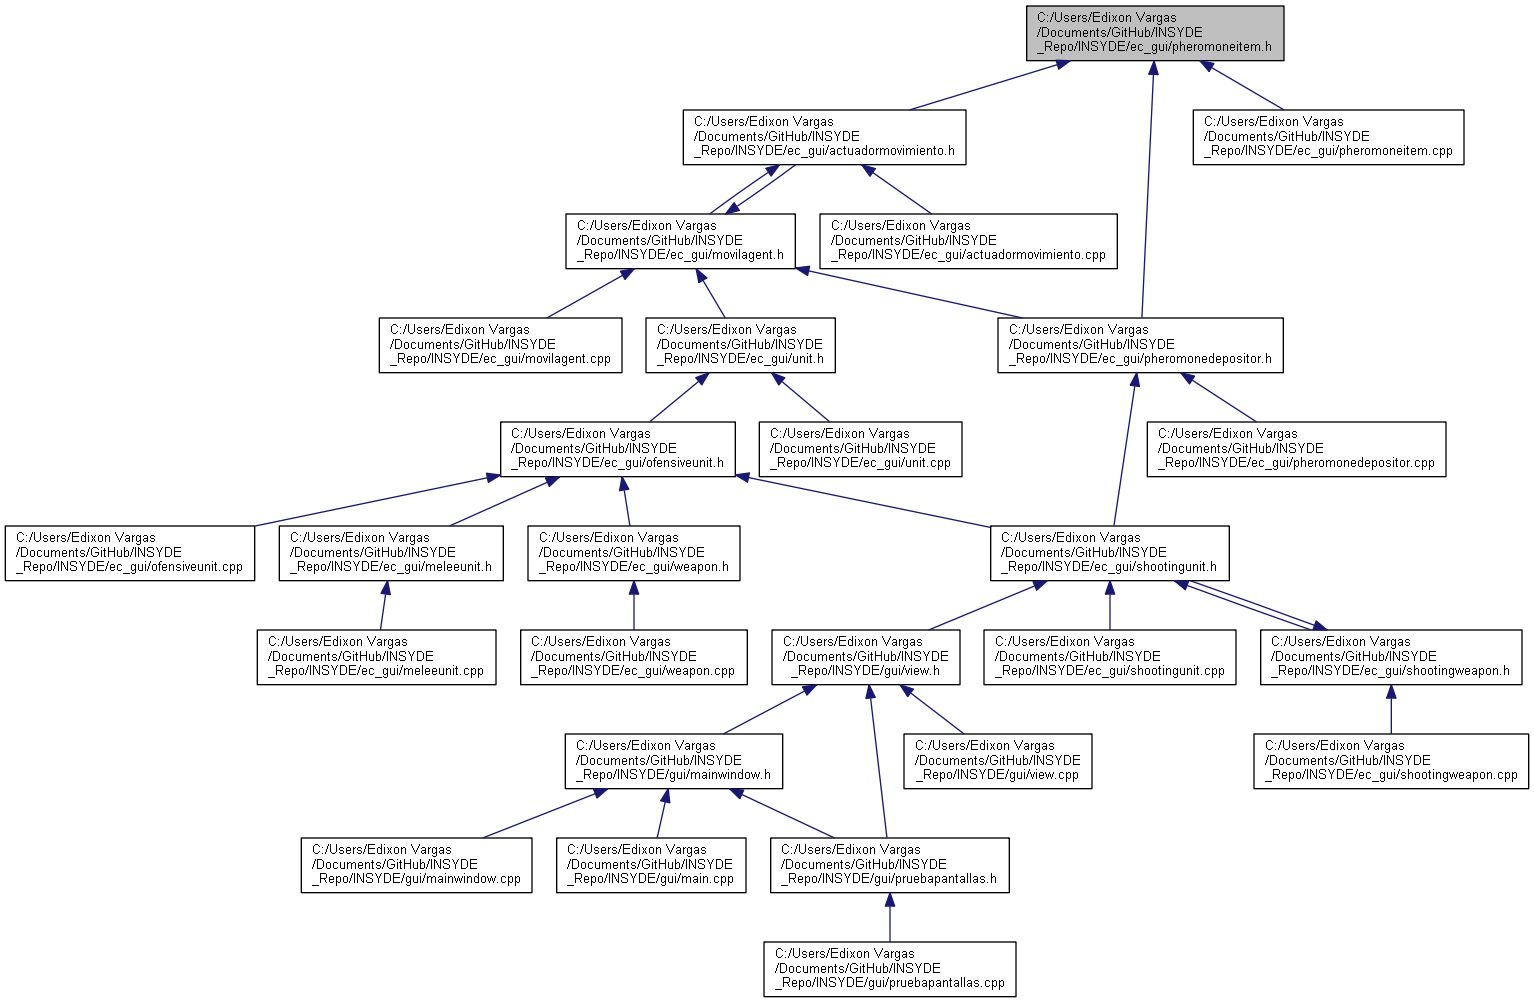 C:/Users/Edixon Vargas
/Documents/GitHub/INSYDE
_Repo/INSYDE/ec_gui/pheromoneitem.h
C:/Users/Edixon Vargas
/Documents/GitHub/INSYDE
_Repo/INSYDE/ec_gui/actuadormovimiento.h
C:/Users/Edixon Vargas
/Documents/GitHub/INSYDE
_Repo/INSYDE/ec_gui/pheromoneitem.cpp
C:/Users/Edixon Vargas
/Documents/GitHub/INSYDE
_Repo/INSYDE/ec_gui/movilagent.h
C:/Users/Edixon Vargas
/Documents/GitHub/INSYDE
_Repo/INSYDE/ec_gui/actuadormovimiento.cpp
C:/Users/Edixon Vargas
/Documents/GitHub/INSYDE
_Repo/INSYDE/ec_gui/movilagent.cpp
C:/Users/Edixon Vargas
/Documents/GitHub/INSYDE
_Repo/INSYDE/ec_gui/unit.h
C:/Users/Edixon Vargas
/Documents/GitHub/INSYDE
_Repo/INSYDE/ec_gui/pheromonedepositor.h
C:/Users/Edixon Vargas
/Documents/GitHub/INSYDE
_Repo/INSYDE/ec_gui/ofensiveunit.h
C:/Users/Edixon Vargas
/Documents/GitHub/INSYDE
_Repo/INSYDE/ec_gui/unit.cpp
C:/Users/Edixon Vargas
/Documents/GitHub/INSYDE
_Repo/INSYDE/ec_gui/pheromonedepositor.cpp
C:/Users/Edixon Vargas
/Documents/GitHub/INSYDE
_Repo/INSYDE/ec_gui/ofensiveunit.cpp
C:/Users/Edixon Vargas
/Documents/GitHub/INSYDE
_Repo/INSYDE/ec_gui/meleeunit.h
C:/Users/Edixon Vargas
/Documents/GitHub/INSYDE
_Repo/INSYDE/ec_gui/weapon.h
C:/Users/Edixon Vargas
/Documents/GitHub/INSYDE
_Repo/INSYDE/ec_gui/shootingunit.h
C:/Users/Edixon Vargas
/Documents/GitHub/INSYDE
_Repo/INSYDE/ec_gui/meleeunit.cpp
C:/Users/Edixon Vargas
/Documents/GitHub/INSYDE
_Repo/INSYDE/ec_gui/weapon.cpp
C:/Users/Edixon Vargas
/Documents/GitHub/INSYDE
_Repo/INSYDE/gui/view.h
C:/Users/Edixon Vargas
/Documents/GitHub/INSYDE
_Repo/INSYDE/ec_gui/shootingunit.cpp
C:/Users/Edixon Vargas
/Documents/GitHub/INSYDE
_Repo/INSYDE/ec_gui/shootingweapon.h
C:/Users/Edixon Vargas
/Documents/GitHub/INSYDE
_Repo/INSYDE/gui/mainwindow.h
C:/Users/Edixon Vargas
/Documents/GitHub/INSYDE
_Repo/INSYDE/gui/view.cpp
C:/Users/Edixon Vargas
/Documents/GitHub/INSYDE
_Repo/INSYDE/ec_gui/shootingweapon.cpp
C:/Users/Edixon Vargas
/Documents/GitHub/INSYDE
_Repo/INSYDE/gui/mainwindow.cpp
C:/Users/Edixon Vargas
/Documents/GitHub/INSYDE
_Repo/INSYDE/gui/main.cpp
C:/Users/Edixon Vargas
/Documents/GitHub/INSYDE
_Repo/INSYDE/gui/pruebapantallas.h
C:/Users/Edixon Vargas
/Documents/GitHub/INSYDE
_Repo/INSYDE/gui/pruebapantallas.cpp